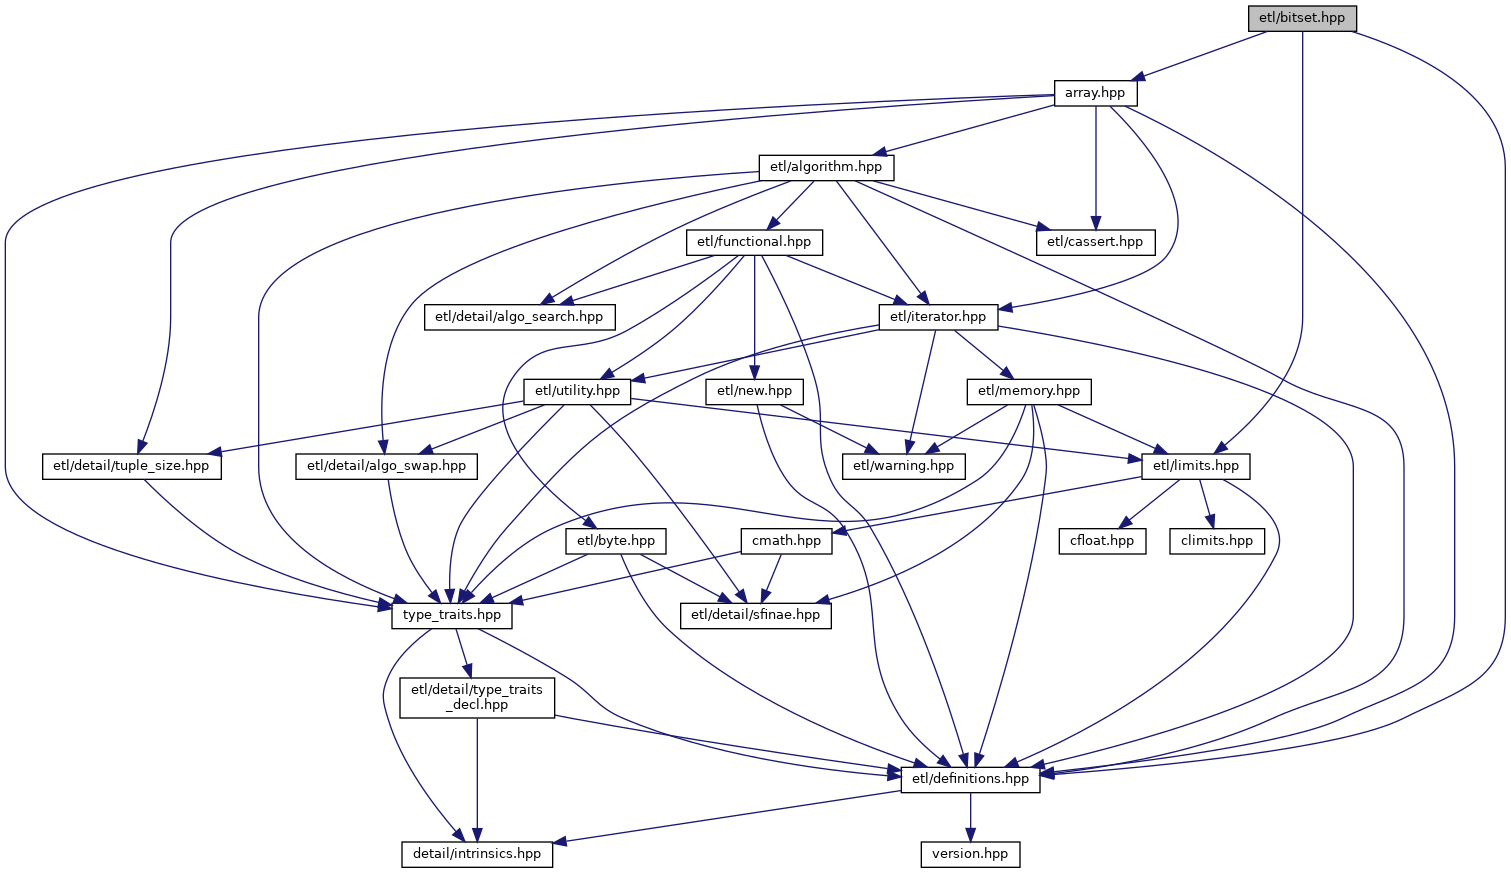 etl/bitset.hpp
array.hpp
etl/algorithm.hpp
etl/functional.hpp
etl/cassert.hpp
etl/detail/algo_search.hpp
etl/iterator.hpp
etl/utility.hpp
etl/new.hpp
etl/memory.hpp
etl/detail/tuple_size.hpp
etl/detail/algo_swap.hpp
etl/warning.hpp
etl/limits.hpp
etl/byte.hpp
cmath.hpp
cfloat.hpp
climits.hpp
type_traits.hpp
etl/detail/sfinae.hpp
etl/detail/type_traits
_decl.hpp
etl/definitions.hpp
detail/intrinsics.hpp
version.hpp